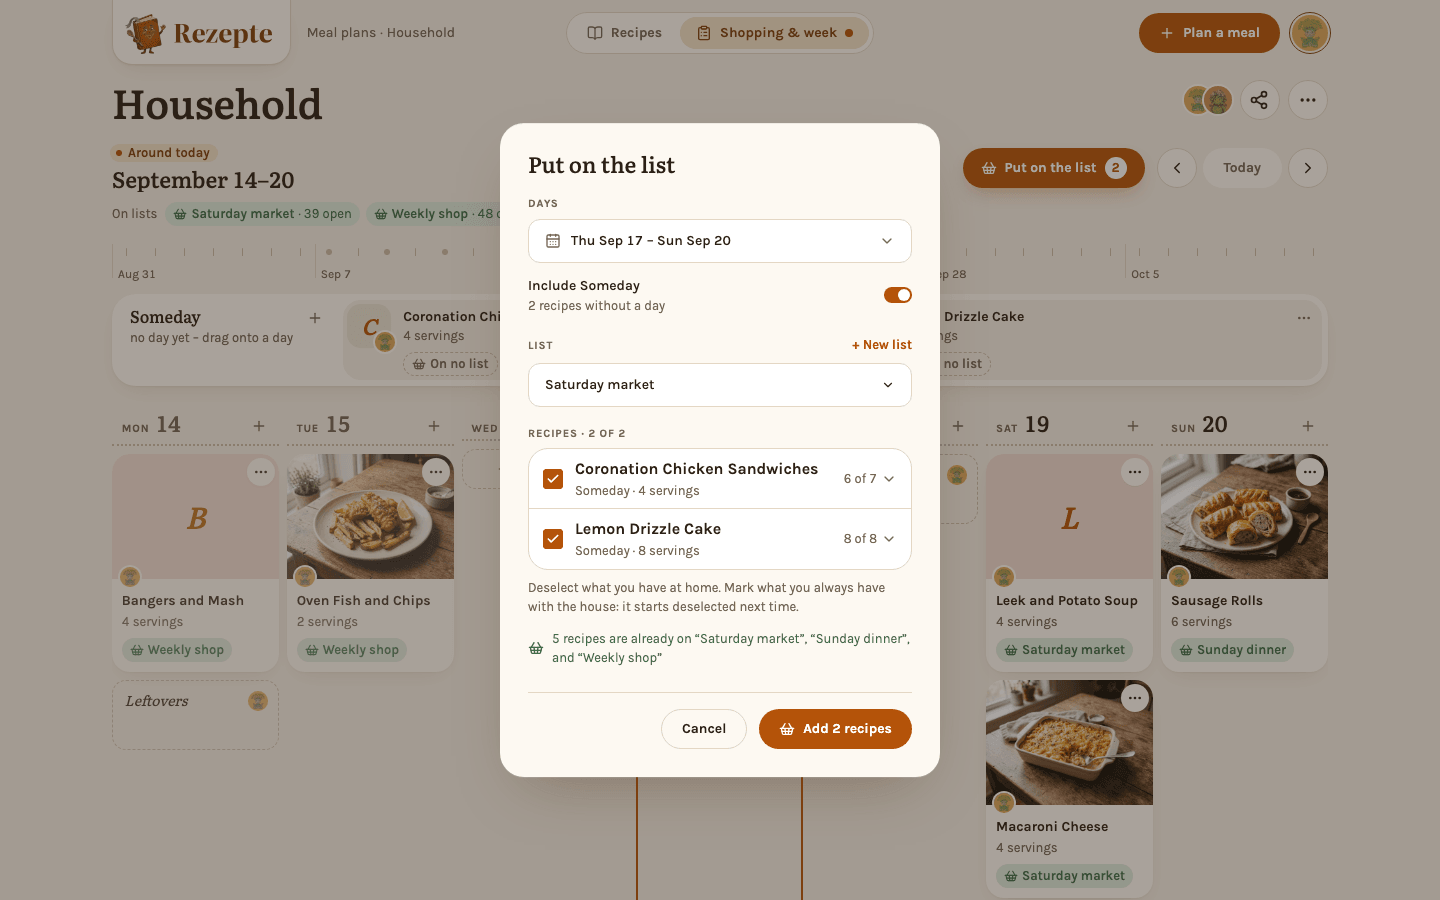 Rezepte
Meal plans · Household
Recipes
Shopping & week
Plan a meal
Household
Around today
September 14–20
On lists
Saturday market · 39 open
Weekly shop · 48
Put on the list 2
Today
Aug 31
Sep 7
28
Oct 5
Someday
no day yet – drag onto a day
C
Coronation Chi
4 servings
On no list
Drizzle Cake
ngs
no list
MON 14
TUE 15
WED
SAT 19
SUN 20
B
Bangers and Mash
4 servings
Weekly shop
Leftovers
Oven Fish and Chips
2 servings
Weekly shop
L
Leek and Potato Soup
4 servings
Saturday market
Macaroni Cheese
4 servings
Saturday market
Sausage Rolls
6 servings
Sunday dinner
Put on the list
DAYS
Thu Sep 17 – Sun Sep 20
Include Someday
2 recipes without a day
LIST
+ New list
Saturday market
RECIPES · 2 OF 2
Coronation Chicken Sandwiches
Someday · 4 servings
6 of 7
Lemon Drizzle Cake
Someday · 8 servings
8 of 8
Deselect what you have at home. Mark what you always have
with the house: it starts deselected next time.
5 recipes are already on “Saturday market”, “Sunday dinner”,
and “Weekly shop”
Cancel
Add 2 recipes